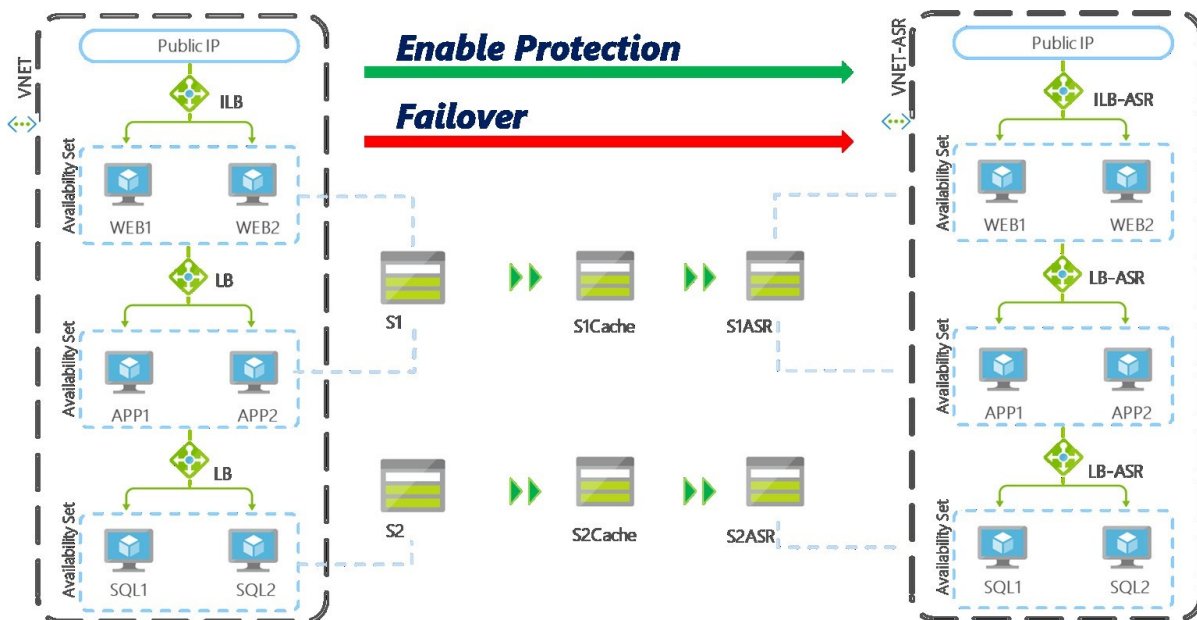 Public IP
VNET
ILB
Availability Set
WEB1
WEB2
LB
Availability Set
APP1
APP2
LB
Availability Set
SQL1
SQL2
Enable Protection
Failover
S1
S1Cache
S1ASR
S2
S2Cache
S2ASR
Public IP
VNET-ASR
ILB-ASR
Availability Set
WEB1
WEB2
LB-ASR
Availability Set
APP1
APP2
LB-ASR
Availability Set
SQL1
SQL2